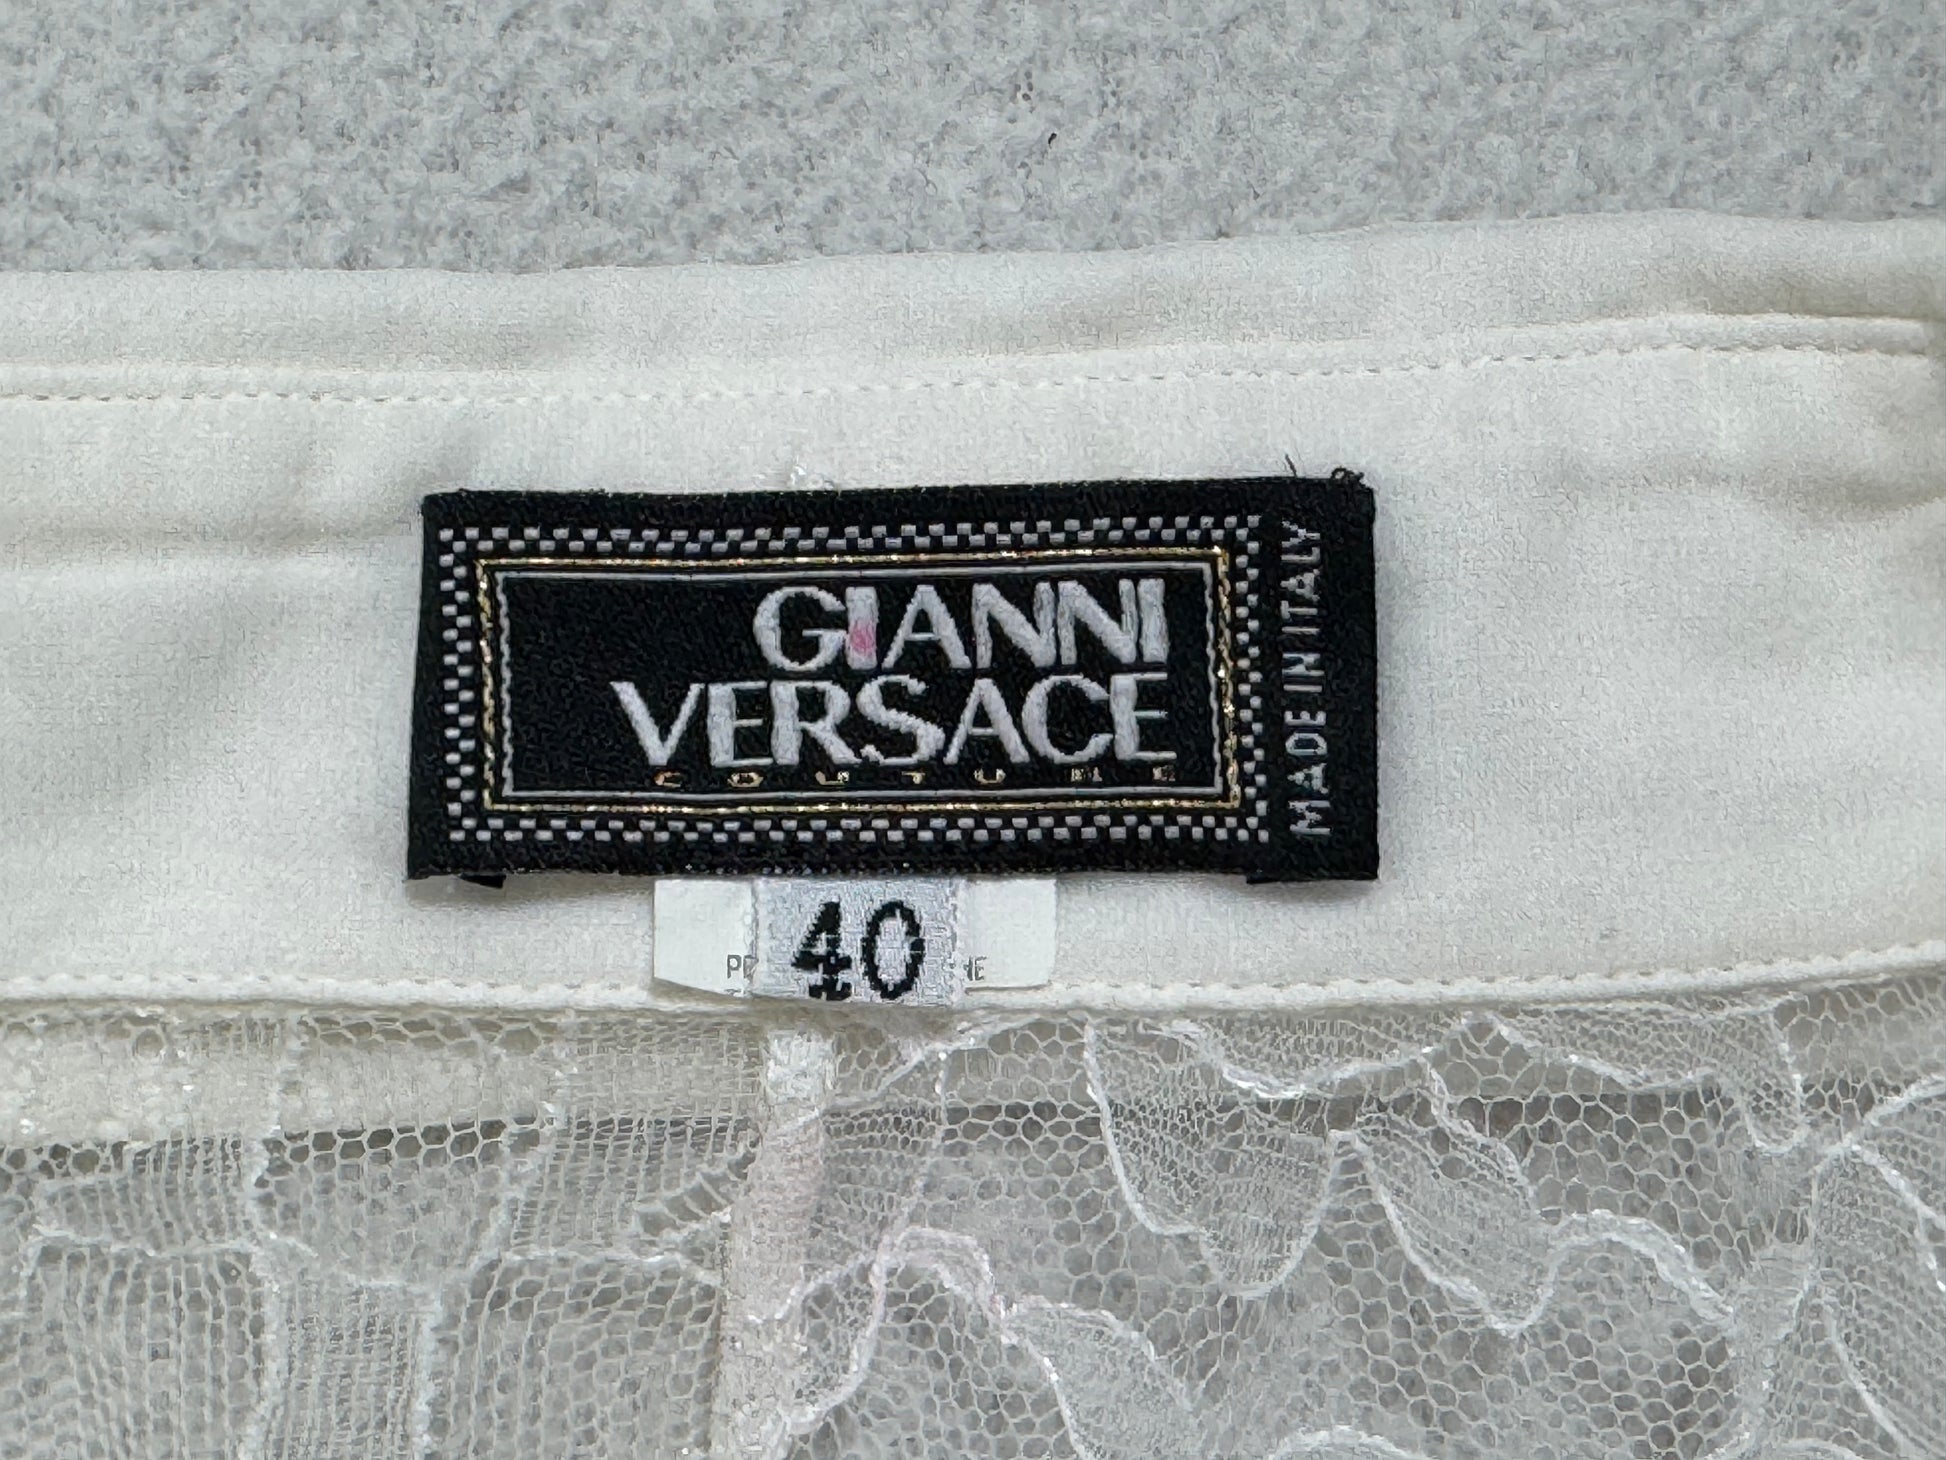 GIANNI
VERSACE
COUTURE
MADE IN ITALY
40